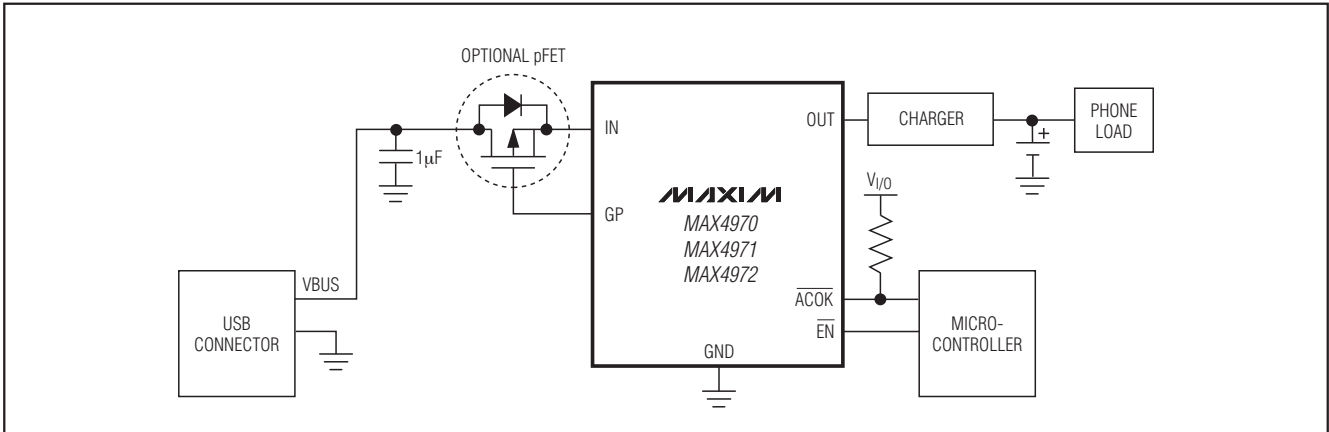 OPTIONAL pFET
IN
OUT
CHARGER
PHONE
LOAD
+
1μF
V_I/O
GP
MAXIM
MAX4970
MAX4971
MAX4972
VBUS
ACOK
EN
USB
CONNECTOR
MICRO-
CONTROLLER
GND